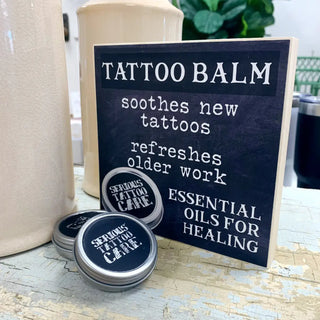 TATTOO BALM
soothes new
tattoos
refreshes
older work
ESSENTIAL
OILS FOR
HEALING
SERIOUS
TATTOO
CARE
SERIOUS
TATTOO
CARE